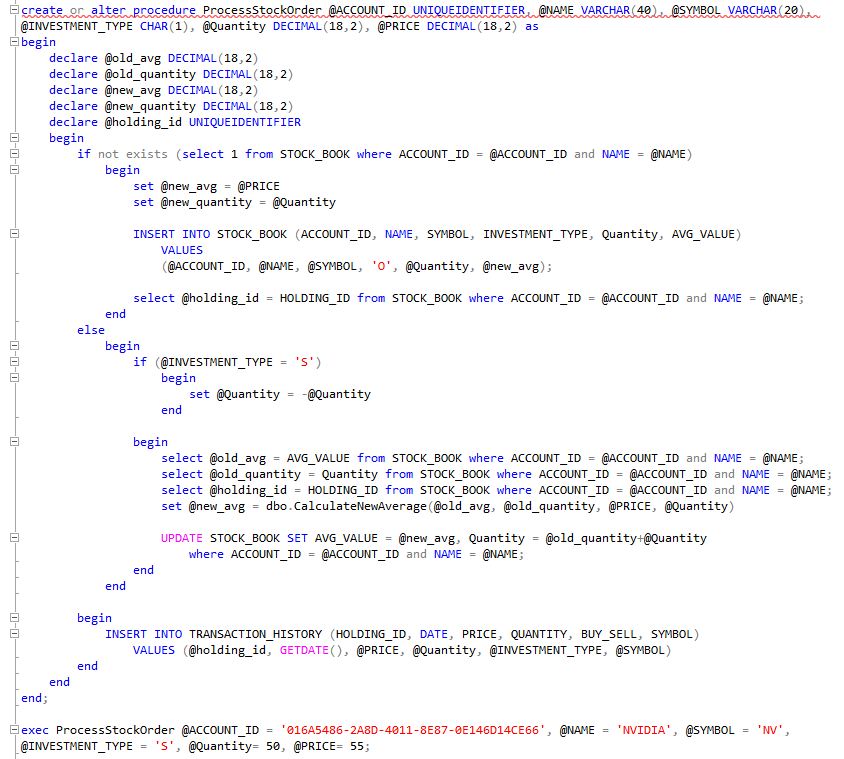 create or alter procedure ProcessStockOrder @ACCOUNT_ID UNIQUEIDENTIFIER, @NAME VARCHAR(40), @SYMBOL VARCHAR(20),
@INVESTMENT_TYPE CHAR(1), @Quantity DECIMAL(18,2), @PRICE DECIMAL(18,2) as
begin
    declare @old_avg DECIMAL(18,2)
    declare @old_quantity DECIMAL(18,2)
    declare @new_avg DECIMAL(18,2)
    declare @new_quantity DECIMAL(18,2)
    declare @holding_id UNIQUEIDENTIFIER
    begin
        if not exists (select 1 from STOCK_BOOK where ACCOUNT_ID = @ACCOUNT_ID and NAME = @NAME)
            begin
                set @new_avg = @PRICE
                set @new_quantity = @Quantity

                INSERT INTO STOCK_BOOK (ACCOUNT_ID, NAME, SYMBOL, INVESTMENT_TYPE, Quantity, AVG_VALUE)
                    VALUES
                    (@ACCOUNT_ID, @NAME, @SYMBOL, 'O', @Quantity, @new_avg);

                select @holding_id = HOLDING_ID from STOCK_BOOK where ACCOUNT_ID = @ACCOUNT_ID and NAME = @NAME;
            end
        else
            begin
                if (@INVESTMENT_TYPE = 'S')
                    begin
                        set @Quantity = -@Quantity
                    end

                begin
                    select @old_avg = AVG_VALUE from STOCK_BOOK where ACCOUNT_ID = @ACCOUNT_ID and NAME = @NAME;
                    select @old_quantity = Quantity from STOCK_BOOK where ACCOUNT_ID = @ACCOUNT_ID and NAME = @NAME;
                    select @holding_id = HOLDING_ID from STOCK_BOOK where ACCOUNT_ID = @ACCOUNT_ID and NAME = @NAME;
                    set @new_avg = dbo.CalculateNewAverage(@old_avg, @old_quantity, @PRICE, @Quantity)

                    UPDATE STOCK_BOOK SET AVG_VALUE = @new_avg, Quantity = @old_quantity+@Quantity
                        where ACCOUNT_ID = @ACCOUNT_ID and NAME = @NAME;
                end
            end

        begin
            INSERT INTO TRANSACTION_HISTORY (HOLDING_ID, DATE, PRICE, QUANTITY, BUY_SELL, SYMBOL)
                VALUES (@holding_id, GETDATE(), @PRICE, @Quantity, @INVESTMENT_TYPE, @SYMBOL)
        end
    end
end;

exec ProcessStockOrder @ACCOUNT_ID = '016A5486-2A8D-4011-8E87-0E146D14CE66', @NAME = 'NVIDIA', @SYMBOL = 'NV',
@INVESTMENT_TYPE = 'S', @Quantity= 50, @PRICE= 55;